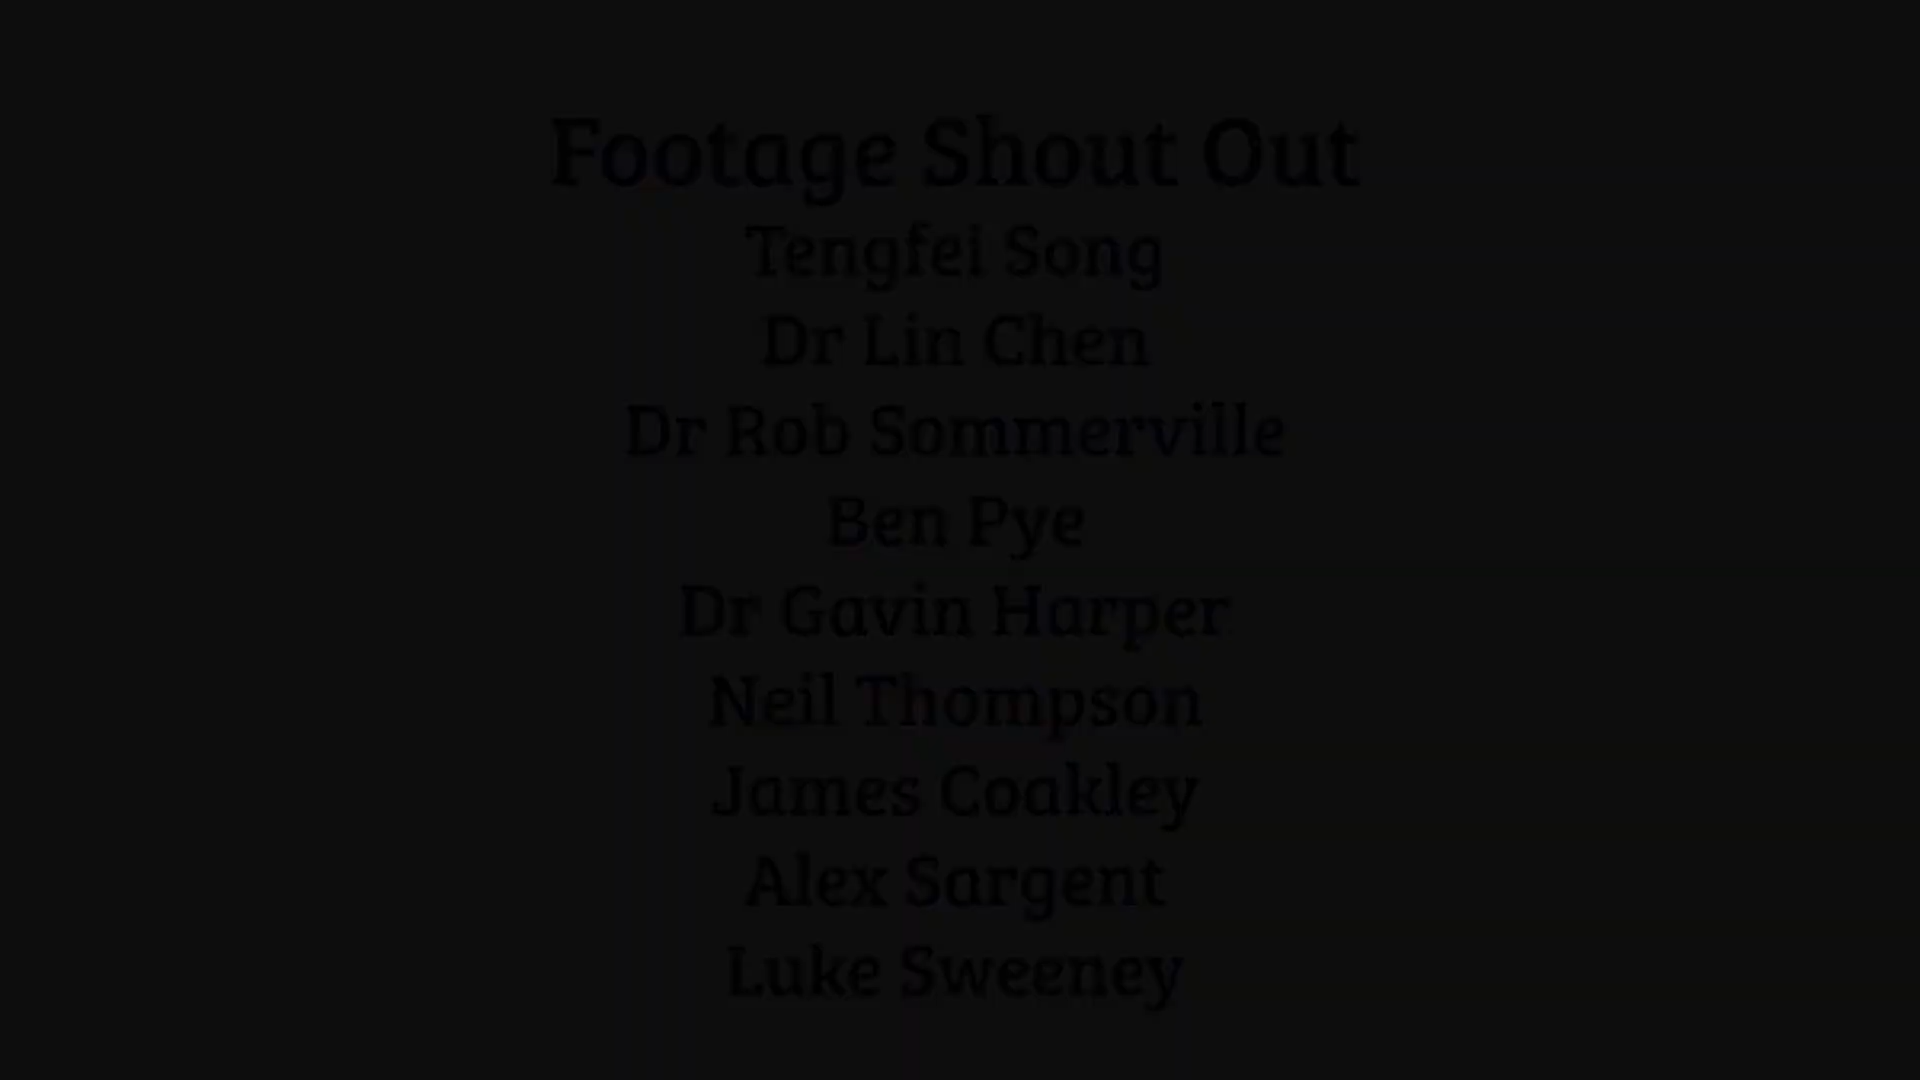 Footage Shout Out
Tengfei Song
Dr Lin Chen
Dr Rob Sommerville
Ben Pye
Dr Gavin Harper
Neil Thompson
James Coakley
Alex Sargent
Luke Sweeney